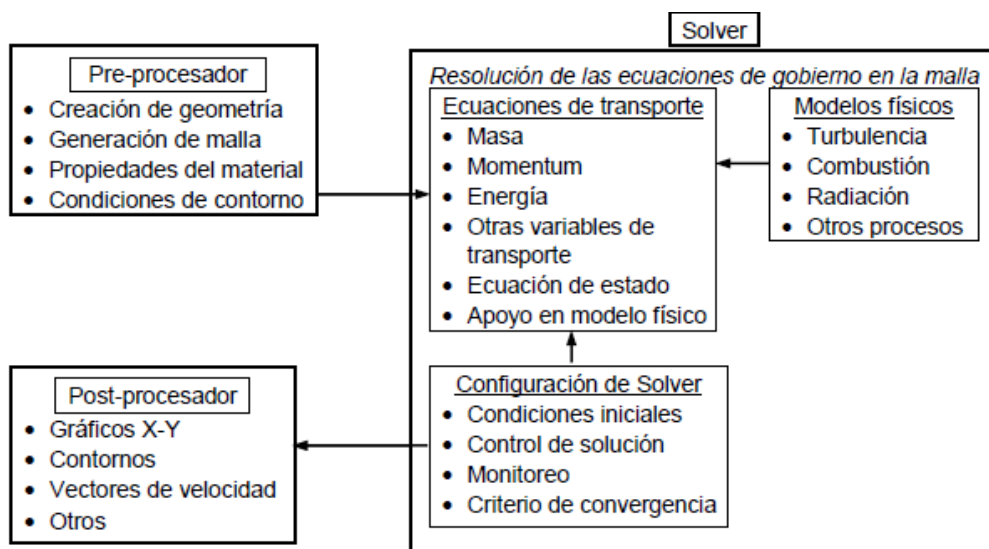 Solver
Pre-procesador
• Creación de geometría
• Generación de malla
• Propiedades del material
• Condiciones de contorno
Resolución de las ecuaciones de gobierno en la malla
Ecuaciones de transporte
• Masa
• Momentum
• Energía
• Otras variables de
transporte
• Ecuación de estado
• Apoyo en modelo físico
Modelos físicos
• Turbulencia
• Combustión
• Radiación
• Otros procesos
Configuración de Solver
• Condiciones iniciales
• Control de solución
• Monitoreo
• Criterio de convergencia
Post-procesador
• Gráficos X-Y
• Contornos
• Vectores de velocidad
• Otros